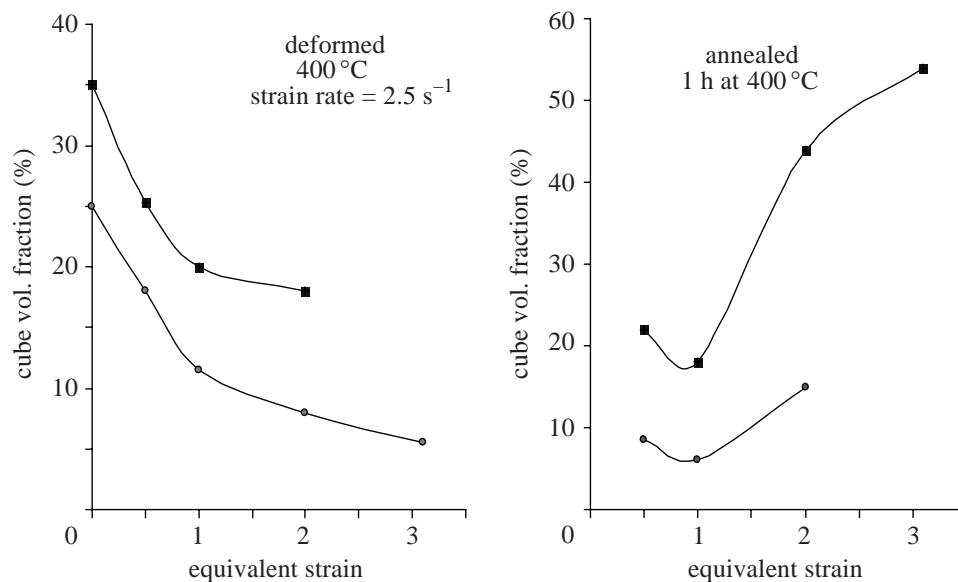 deformed
400 °C
strain rate = 2.5 s⁻¹
cube vol. fraction (%)
40
30
20
10
0
0 1 2 3
equivalent strain
annealed
1 h at 400 °C
cube vol. fraction (%)
60
50
40
30
20
10
0
1 2 3
equivalent strain